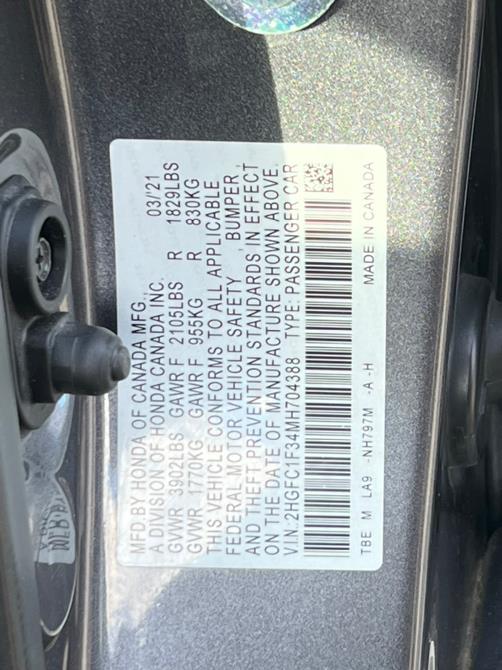 MFD.BY HONDA OF CANADA MFG.
A DIVISION OF HONDA CANADA INC. 03/21
GVWR 3902LBS GAWR F 2105LBS R 1829LBS
GVWR 1770KG GAWR F 955KG R 830KG
THIS VEHICLE CONFORMS TO ALL APPLICABLE
FEDERAL MOTOR VEHICLE SAFETY , BUMPER ,
AND THEFT PREVENTION STANDARDS IN EFFECT
ON THE DATE OF MANUFACTURE SHOWN ABOVE.
V.I.N.:2HGFC1F34MH704388 TYPE: PASSENGER CAR
TBE M LA9 -NH797M -A -H MADE IN CANADA